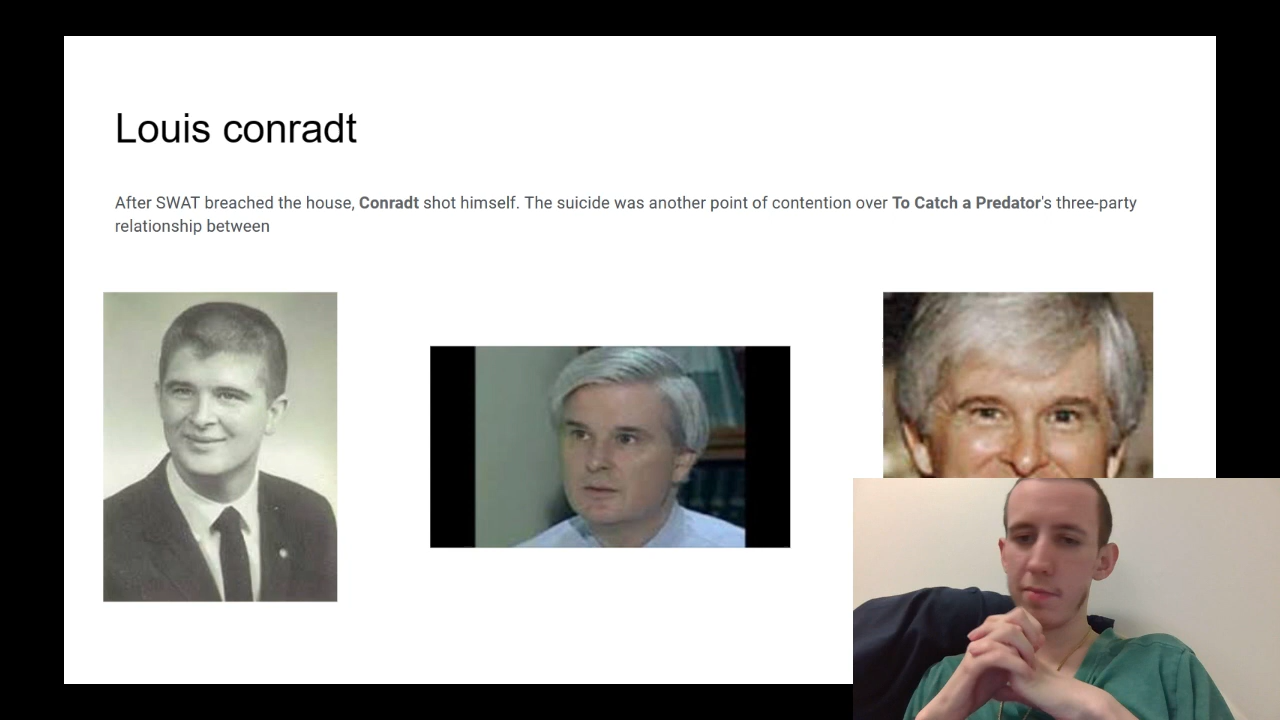 Louis conradt
After SWAT breached the house, Conradt shot himself. The suicide was another point of contention over To Catch a Predator's three-party
relationship between